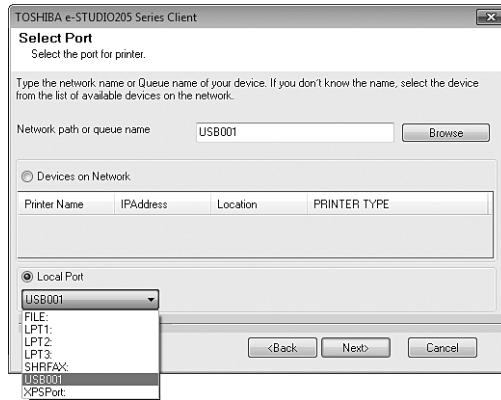 TOSHIBA e-STUDIO205 Series Client
Select Port
Select the port for printer.
Type the network name or Queue name of your device. If you don't know the name, select the device
from the list of available devices on the network.
Network path or queue name USB001 Browse
Devices on Network
Printer Name IPAddress Location PRINTER TYPE
Local Port
USB001
FILE:
LPT1:
LPT2:
LPT3:
SHRFAX:
USB001
XPSPort:
<Back Next> Cancel